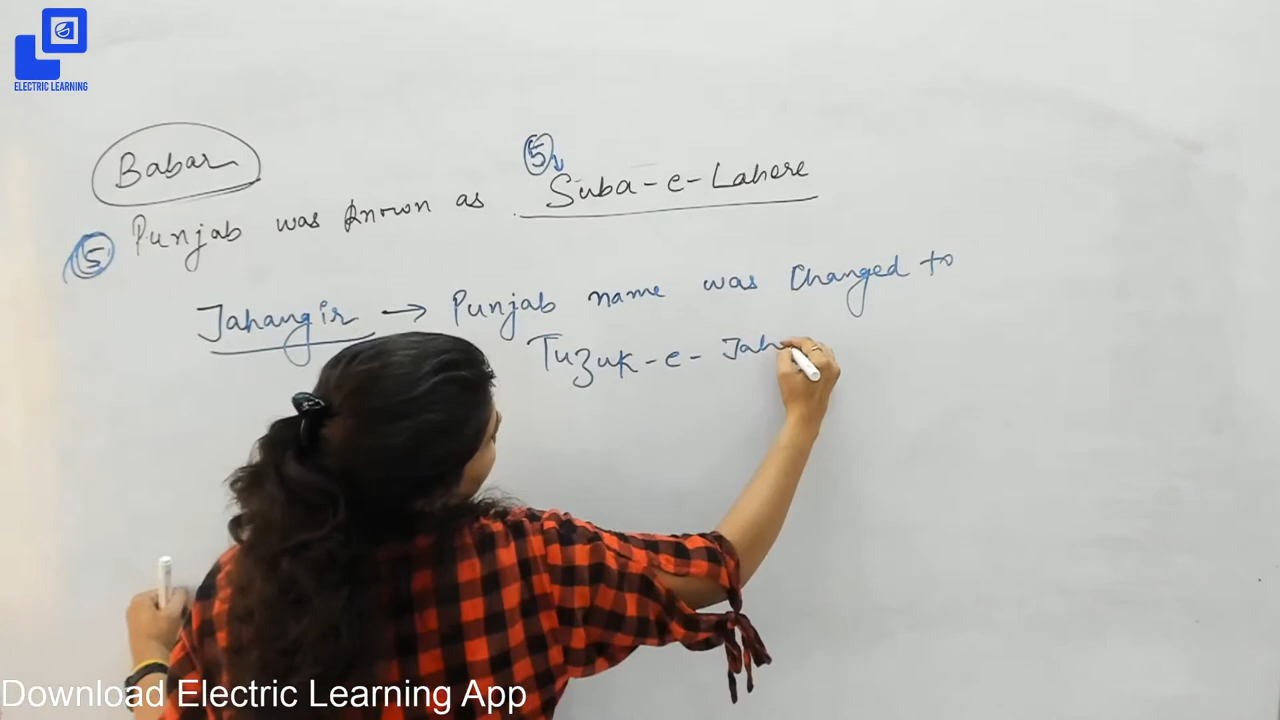 ELECTRIC LEARNING
Babar
5
Punjab was known as Suba-e-Lahore
5
Jahangir → Punjab name was Changed to
Tuzuk-e-Jah
Download Electric Learning App